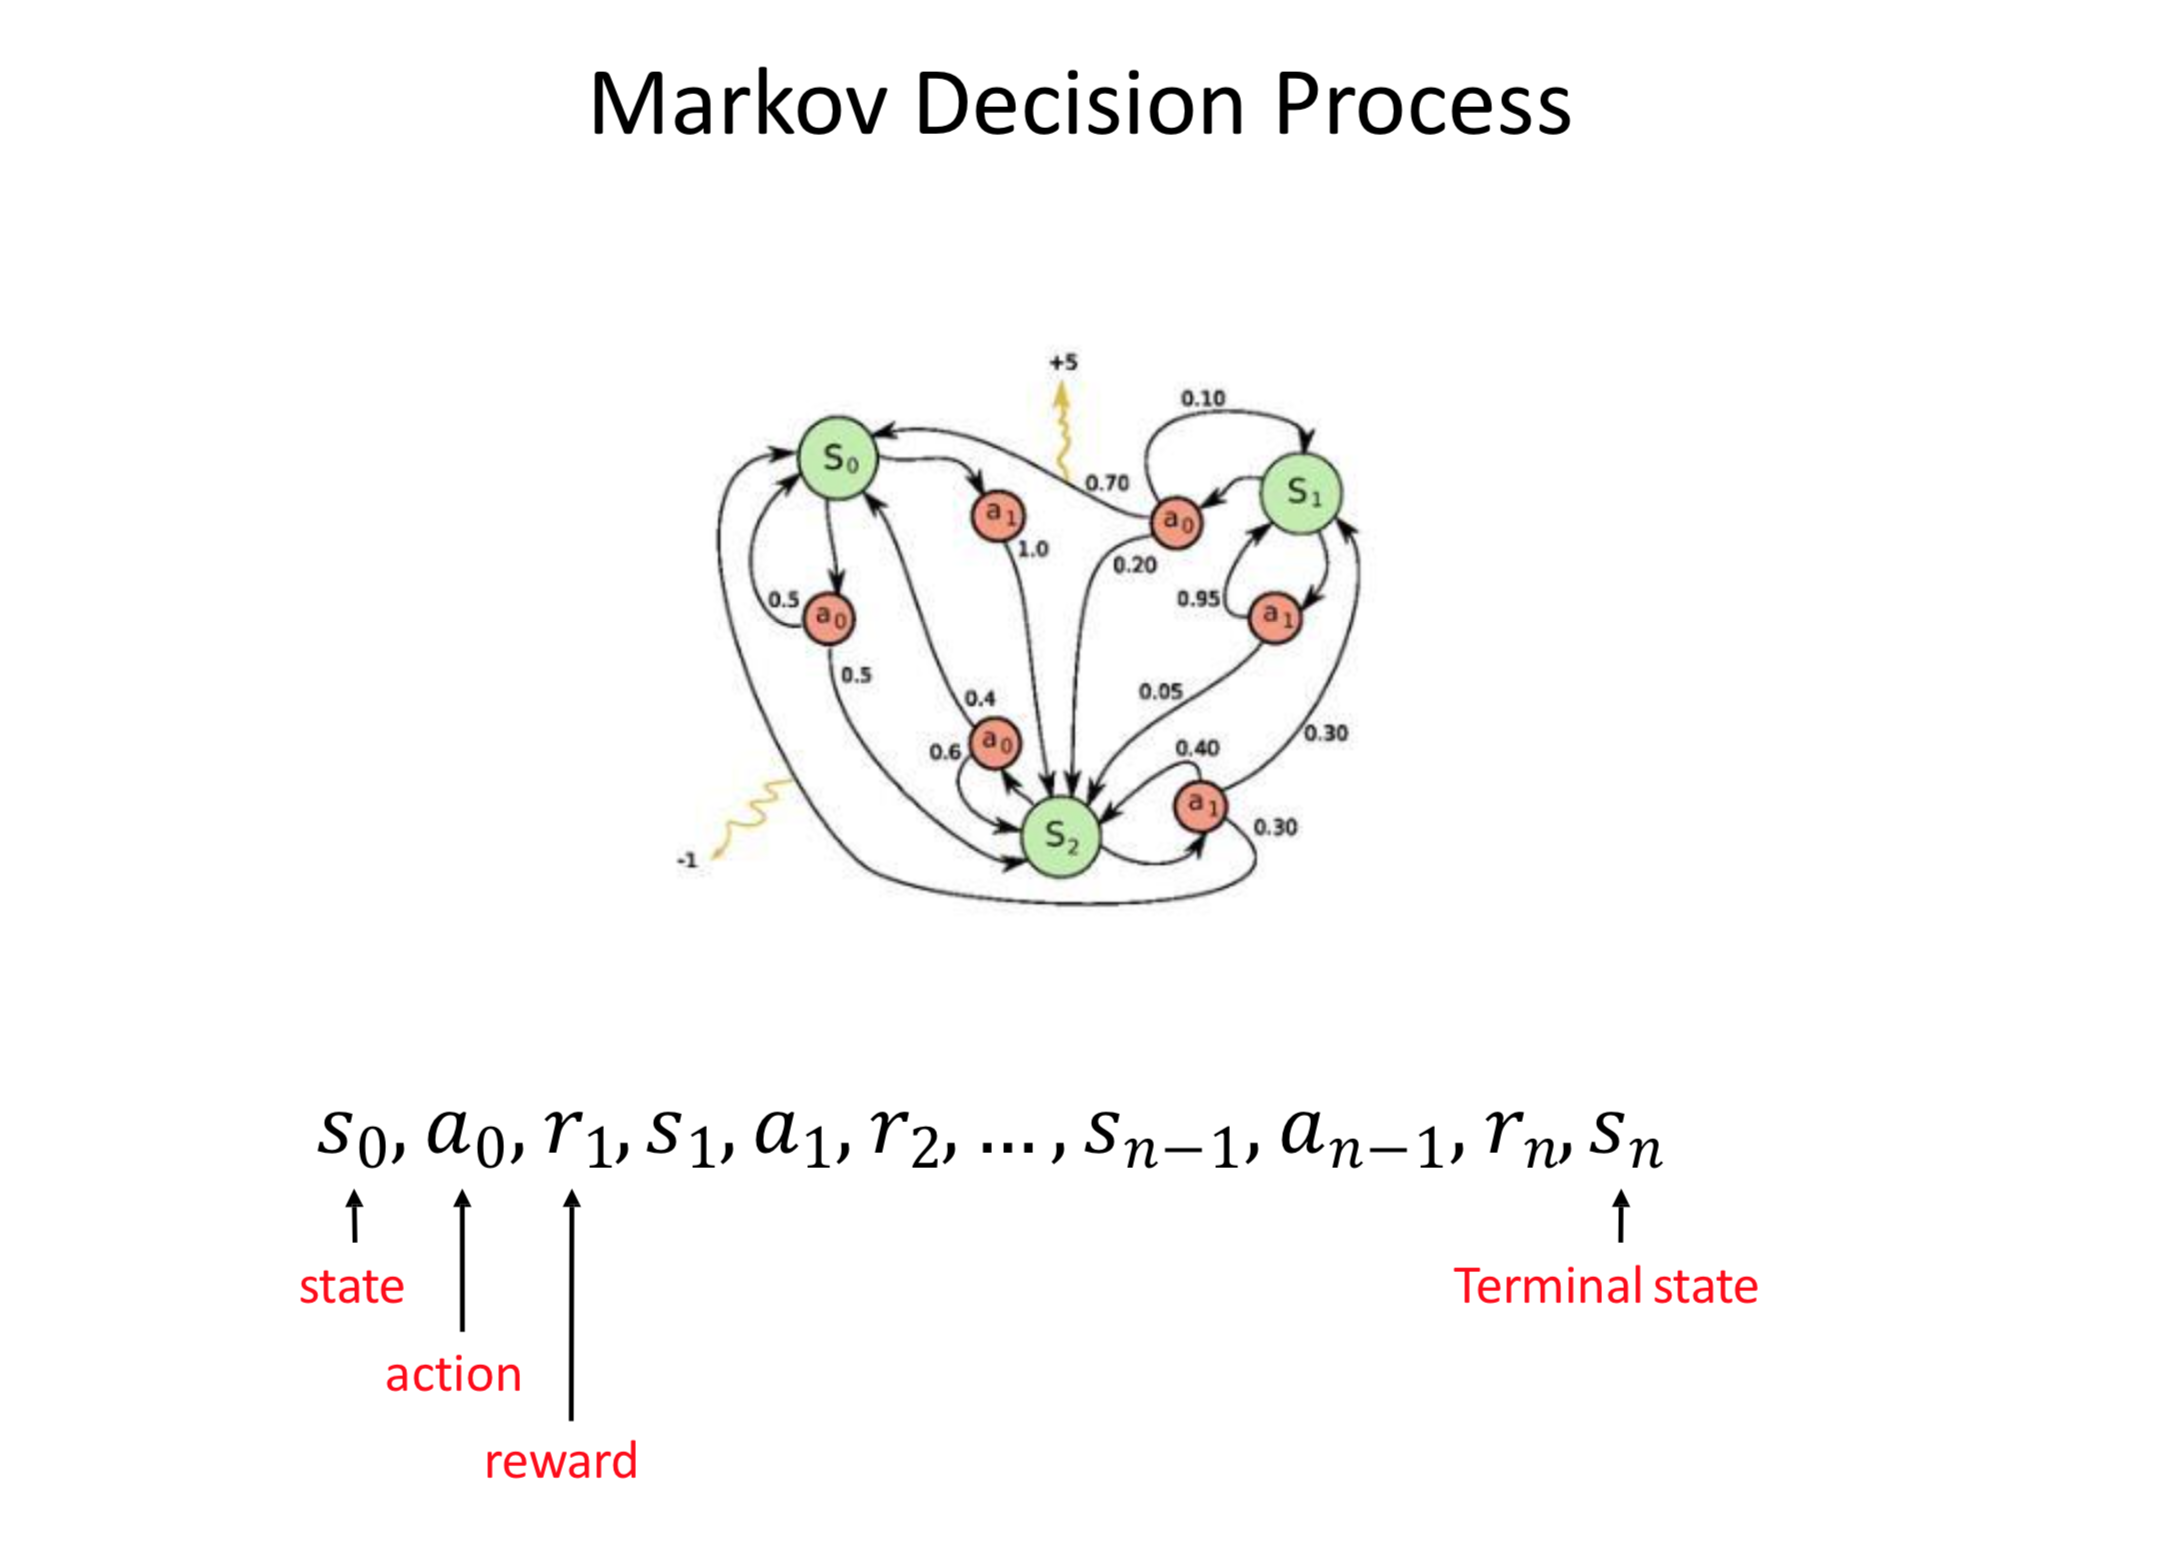 Markov Decision Process
+5
0.10
S₀
0.70
S₁
a₁
a₀
1.0
0.20
0.5
a₀
0.95
a₁
0.5
0.4
0.05
0.6
a₀
0.40
0.30
a₁
S₂
0.30
-1
s₀, a₀, r₁, s₁, a₁, r₂, … , sₙ₋₁, aₙ₋₁, rₙ, sₙ
state
Terminal state
action
reward